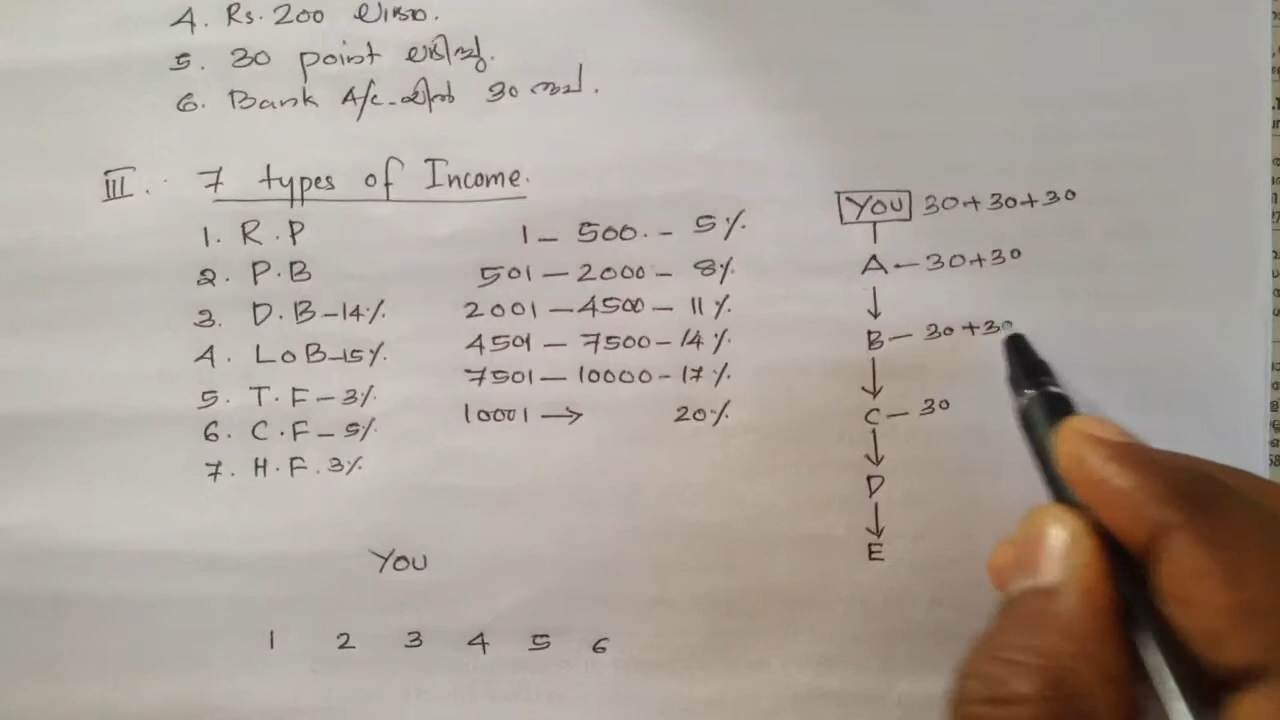 4. Rs. 200
5. 30 point
6. Bank A/c-யில் 30
III. 7 types of Income.
1. R.P
2. P.B
3. D.B-14%
4. LOB-15%
5. T.F-3%
6. C.F-5%
7. H.F.3%
1 - 500 - 5%
501-2000-8%
2001-4500-11%
4501-7500-14%
7501-10000-17%
10001→ 20%
YOU 30+30+30
A-30+30
B-30+30
C-30
D
E
YOU
1 2 3 4 5 6